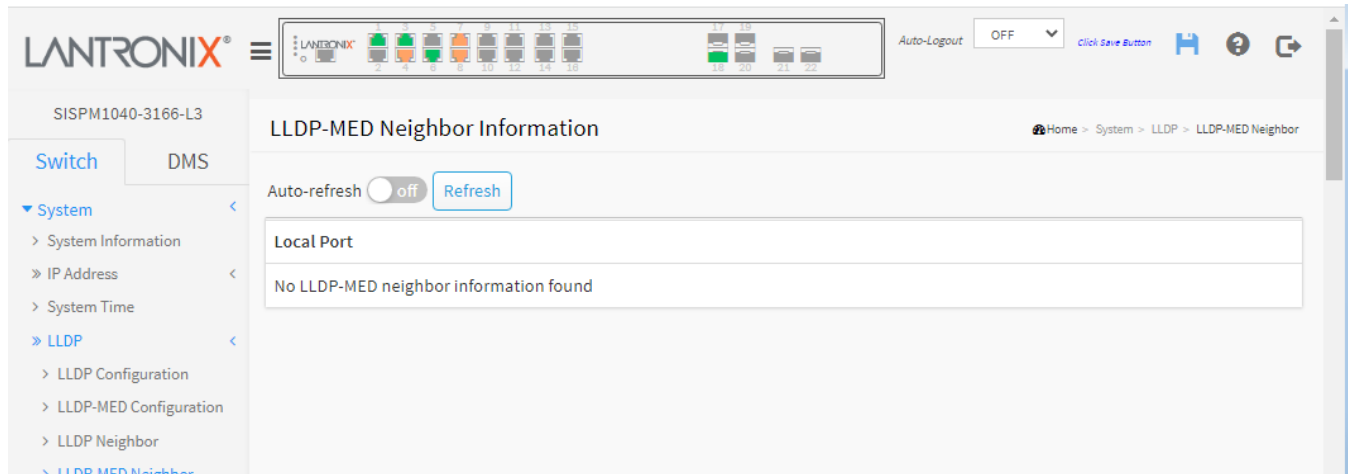 1 3 5 7 9 11 13 15 17 19
LANTRONIX® LANTRONIX Auto-Logout OFF Click Save Button
2 4 6 8 10 12 14 16 18 20 21 22
SISPM1040-3166-L3
LLDP-MED Neighbor Information
Home > System > LLDP > LLDP-MED Neighbor
Switch DMS
Auto-refresh off Refresh
System
System Information
Local Port
IP Address
No LLDP-MED neighbor information found
System Time
LLDP
LLDP Configuration
LLDP-MED Configuration
LLDP Neighbor
LLDP-MED Neighbor